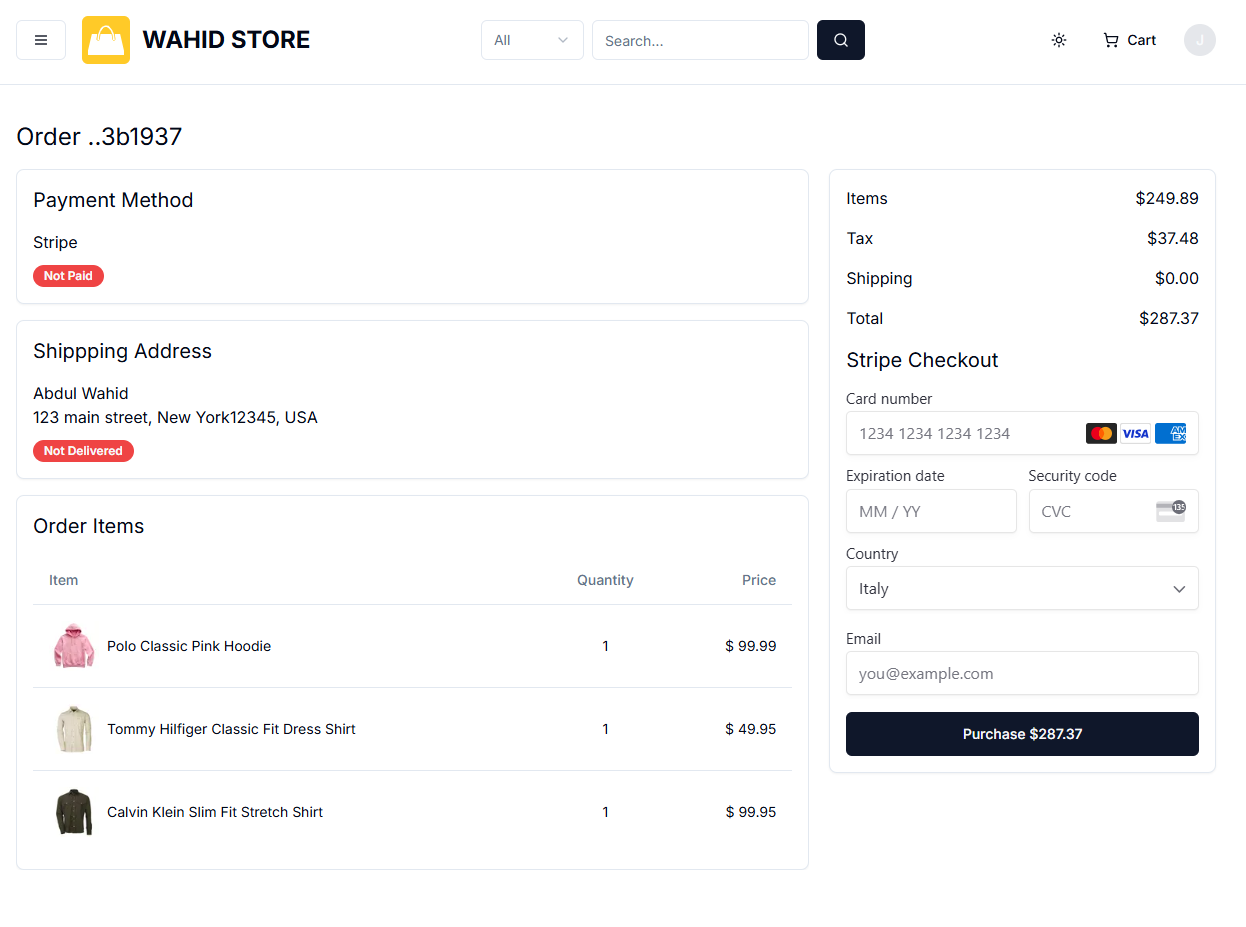 WAHID STORE
All
Search...
Cart
J
Order ..3b1937
Payment Method
Stripe
Not Paid
Shippping Address
Abdul Wahid
123 main street, New York12345, USA
Not Delivered
Order Items
Item Quantity Price
Polo Classic Pink Hoodie 1 $ 99.99
Tommy Hilfiger Classic Fit Dress Shirt 1 $ 49.95
Calvin Klein Slim Fit Stretch Shirt 1 $ 99.95
Items $249.89
Tax $37.48
Shipping $0.00
Total $287.37
Stripe Checkout
Card number
1234 1234 1234 1234 VISA AMEX
Expiration date Security code
MM / YY CVC 135
Country
Italy
Email
you@example.com
Purchase $287.37